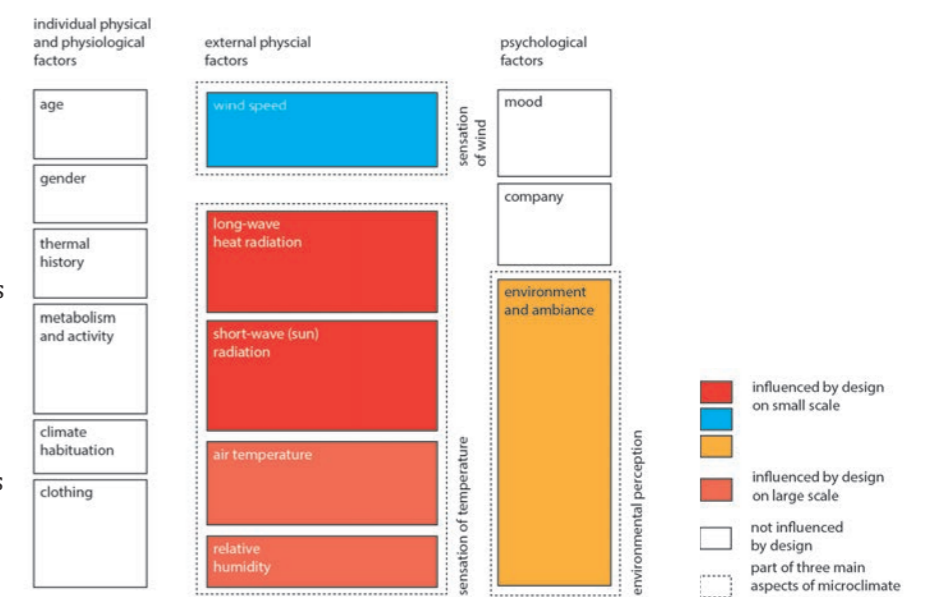 individual physical
and physiological
factors
age
gender
thermal
history
metabolism
and activity
climate
habituation
clothing
external physcial
factors
wind speed
sensation
of wind
long-wave
heat radiation
short-wave (sun)
radiation
air temperature
relative
humidity
sensation of temperature
psychological
factors
mood
company
environment
and ambiance
environmental perception
influenced by design
on small scale
influenced by design
on large scale
not influenced
by design
part of three main
aspects of microclimate
s
s